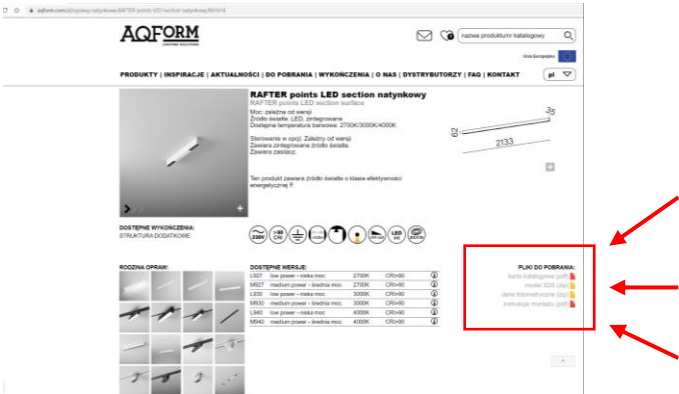 aqform.com/pl/oprawy-natynkowe/RAFTER-points-LED-section-natynkowy
AQFORM
LIGHTING SOLUTIONS
nazwa produktu/nr katalogowy
Unia Europejska
PRODUKTY | INSPIRACJE | AKTUALNOŚCI | DO POBRANIA | WYKOŃCZENIA | O NAS | DYSTRYBUTORZY | FAQ | KONTAKT
pl
RAFTER points LED section natynkowy
RAFTER points LED section surface
Moc: zależna od wersji
Źródło światła: LED, zintegrowane
Dostępna temperatura barwowa: 2700K/3000K/4000K
Sterowanie w opcji: Zależny od wersji
Zawiera zintegrowane źródło światła.
Zawiera zasilacz.
Ten produkt zawiera źródło światła o klasie efektywności
energetycznej F.
35
62
2133
DOSTĘPNE WYKOŃCZENIA:
STRUKTURA DODATKOWE
230V
>90
CRI
LED
RODZINA OPRAW:
DOSTĘPNE WERSJE:
L927 low power - niska moc 2700K CRI>90
M927 medium power - średnia moc 2700K CRI>90
L930 low power - niska moc 3000K CRI>90
M930 medium power - średnia moc 3000K CRI>90
L940 low power - niska moc 4000K CRI>90
M940 medium power - średnia moc 4000K CRI>90
PLIKI DO POBRANIA:
karta katalogowa (pdf)
model 3DS (zip)
dane fotometryczne (zip)
instrukcja montażu (pdf)